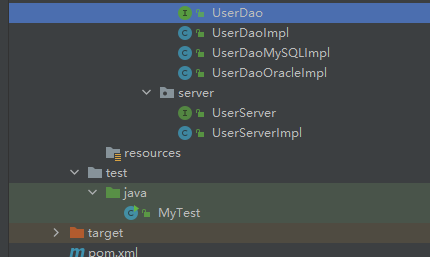 UserDao
UserDaoImpl
UserDaoMySQLImpl
UserDaoOracleImpl
server
UserServer
UserServerImpl
resources
test
java
MyTest
target
pom.xml